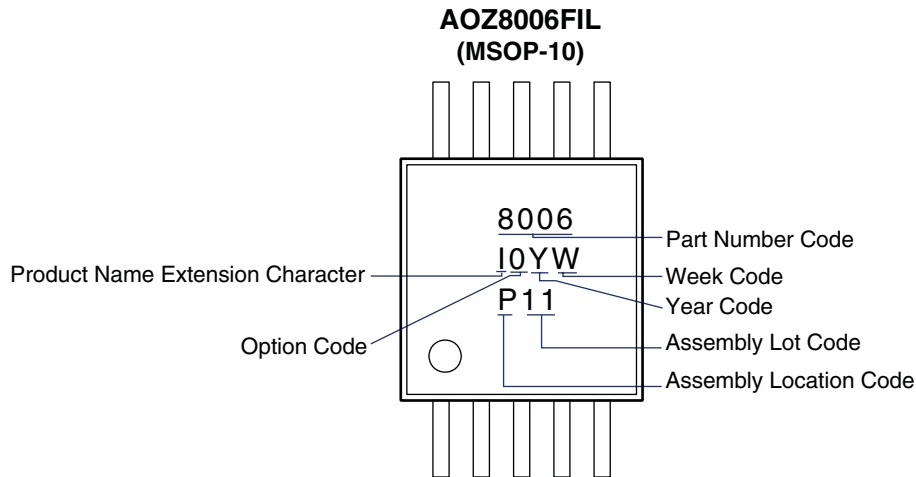 AOZ8006FIL
(MSOP-10)
8006
Part Number Code
Product Name Extension Character
I0YW
Week Code
Year Code
Option Code
P11
Assembly Lot Code
Assembly Location Code